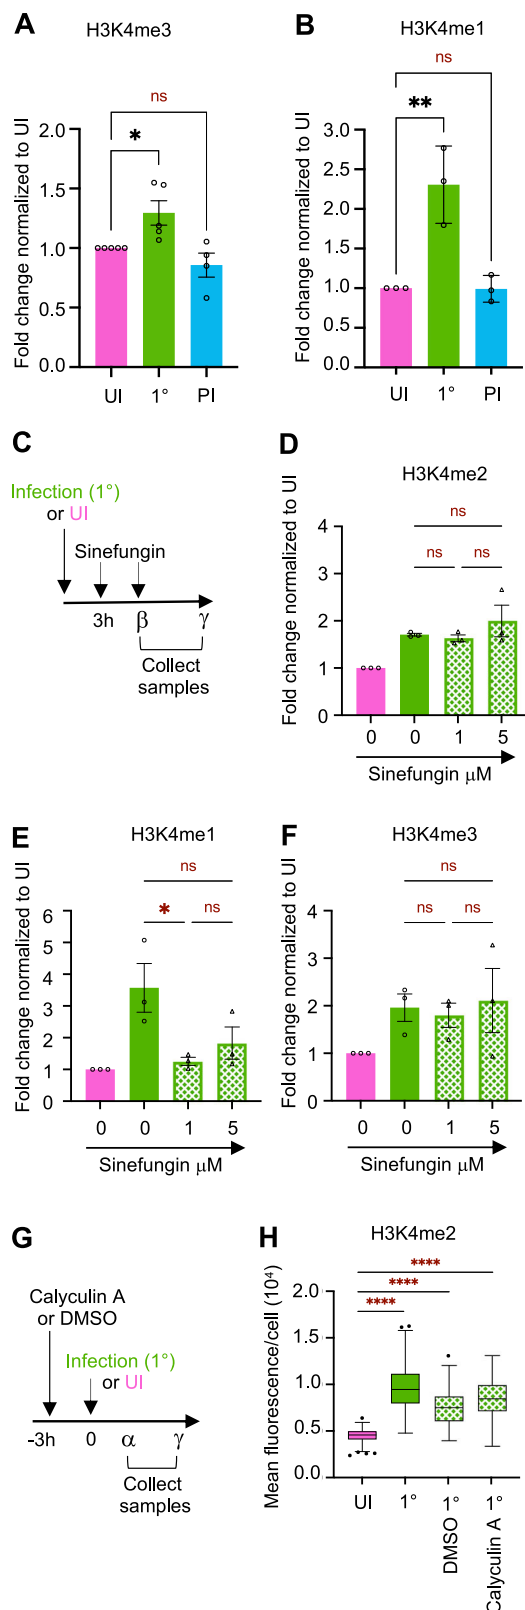 A
H3K4me3
ns
*
Fold change normalized to UI
2.0
1.5
1.0
0.5
0.0
UI 1° PI
B
H3K4me1
ns
**
Fold change normalized to UI
3.0
2.5
2.0
1.5
1.0
0.5
0.0
UI 1° PI
C
Infection (1°)
or UI
Sinefungin
3h β γ
Collect
samples
D
H3K4me2
ns
ns ns
Fold change normalized to UI
4
3
2
1
0
0 0 1 5
Sinefungin μM
E
H3K4me1
ns
* ns
Fold change normalized to UI
6
5
4
3
2
1
0
0 0 1 5
Sinefungin μM
F
H3K4me3
ns
ns ns
Fold change normalized to UI
4
3
2
1
0
0 0 1 5
Sinefungin μM
G
Calyculin A
or DMSO
Infection (1°)
or UI
-3h 0 α γ
Collect
samples
H
H3K4me2
****
****
****
Mean fluorescence/cell (10⁴)
2.0
1.5
1.0
0.5
0.0
UI
1°
DMSO 1°
Calyculin A 1°